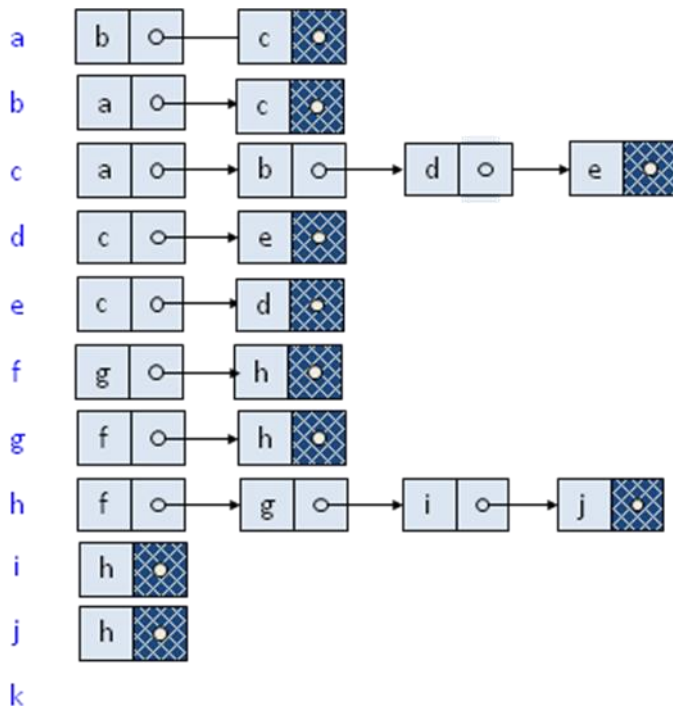 a b c
b a c
c a b d e
d c e
e c d
f g h
g f h
h f g i j
i h
j h
k